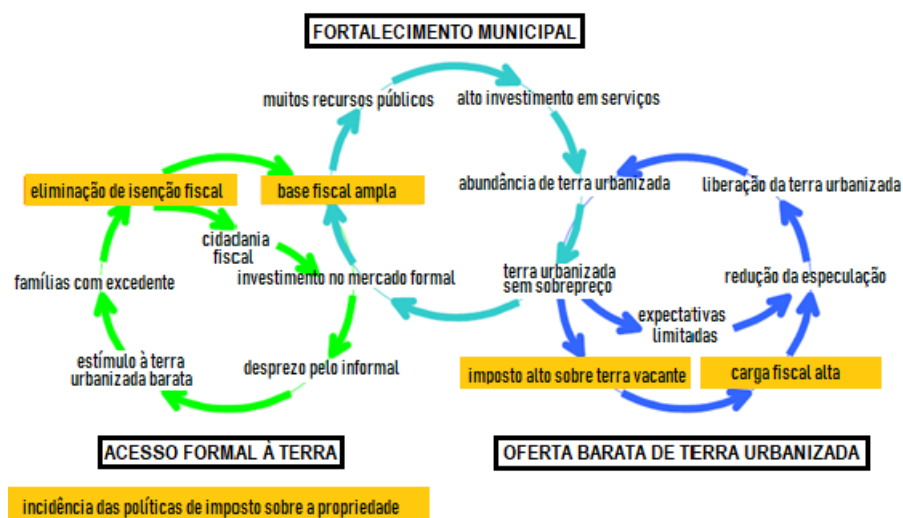 FORTALECIMENTO MUNICIPAL
muitos recursos públicos
alto investimento em serviços
eliminação de isenção fiscal
base fiscal ampla
abundância de terra urbanizada
liberação da terra urbanizada
cidadania
fiscal
famílias com excedente
investimento no mercado formal
terra urbanizada
sem sobrepreço
redução da especulação
expectativas
limitadas
estímulo à terra
urbanizada barata
desprezo pelo informal
imposto alto sobre terra vacante
carga fiscal alta
ACESSO FORMAL À TERRA
OFERTA BARATA DE TERRA URBANIZADA
incidência das políticas de imposto sobre a propriedade